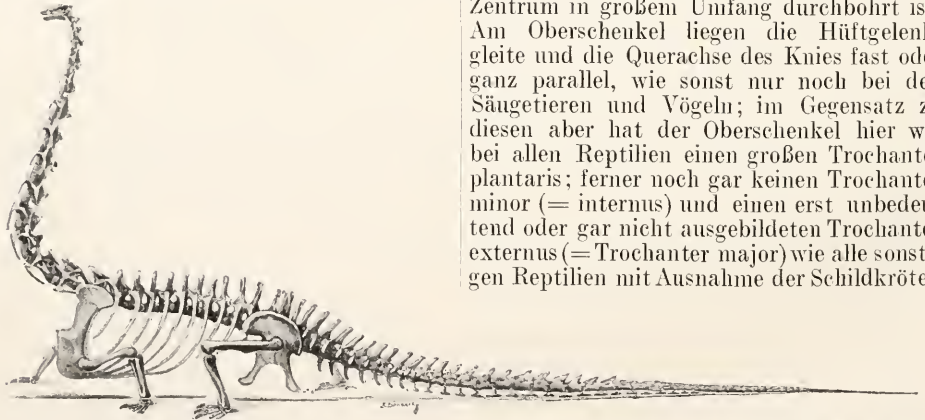 Zentrum in großem Umfang durchbohrt is
Am Oberschenkel liegen die Hüftgelenk
gleite und die Querachse des Knies fast od
ganz parallel, wie sonst nur noch bei de
Säugetieren und Vögeln; im Gegensatz z
diesen aber hat der Oberschenkel hier w
bei allen Reptilien einen großen Trochant
plantaris; ferner noch gar keinen Trochant
minor (= internus) und einen erst unbedeu
tend oder gar nicht ausgebildeten Trochante
externus (= Trochanter major) wie alle sonst
gen Reptilien mit Ausnahme der Schildkröte